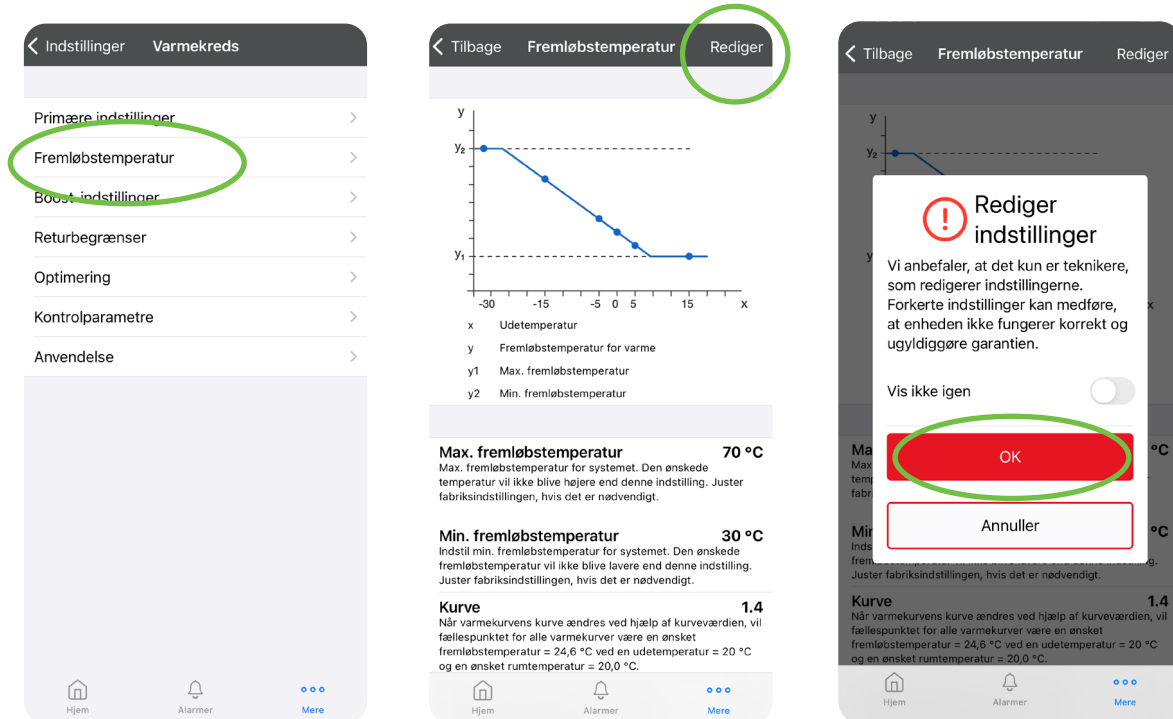 Indstillinger Varmekreds
Primære indstillinger
Fremløbstemperatur
Boost-indstillinger
Returbegrænser
Optimering
Kontrolparametre
Anvendelse
Hjem Alarmer Mere
Tilbage Fremløbstemperatur Rediger
y
y2
y1
-30 -15 -5 0 5 15 x
x Udetemperatur
y Fremløbstemperatur for varme
y1 Max. fremløbstemperatur
y2 Min. fremløbstemperatur
Max. fremløbstemperatur 70 °C
Max. fremløbstemperatur for systemet. Den ønskede
temperatur vil ikke blive højere end denne indstilling. Juster
fabriksindstillingen, hvis det er nødvendigt.
Min. fremløbstemperatur 30 °C
Indstil min. fremløbstemperatur for systemet. Den ønskede
fremløbstemperatur vil ikke blive lavere end denne indstilling.
Juster fabriksindstillingen, hvis det er nødvendigt.
Kurve 1.4
Når varmekurvens kurve ændres ved hjælp af kurveværdien, vil
fællespunktet for alle varmekurver være en ønsket
fremløbstemperatur = 24,6 °C ved en udetemperatur = 20 °C
og en ønsket rumtemperatur = 20,0 °C.
Hjem Alarmer Mere
Tilbage Fremløbstemperatur Rediger
y
y2
Rediger
indstillinger
Vi anbefaler, at det kun er teknikere,
som redigerer indstillingerne.
Forkerte indstillinger kan medføre,
at enheden ikke fungerer korrekt og
ugyldiggøre garantien.
x
Vis ikke igen
OK
°C
Annuller
°C
Juster fabriksindstillingen, hvis det er nødvendigt.
Kurve 1.4
Når varmekurvens kurve ændres ved hjælp af kurveværdien, vil
fællespunktet for alle varmekurver være en ønsket
fremløbstemperatur = 24,6 °C ved en udetemperatur = 20 °C
og en ønsket rumtemperatur = 20,0 °C.
Hjem Alarmer Mere